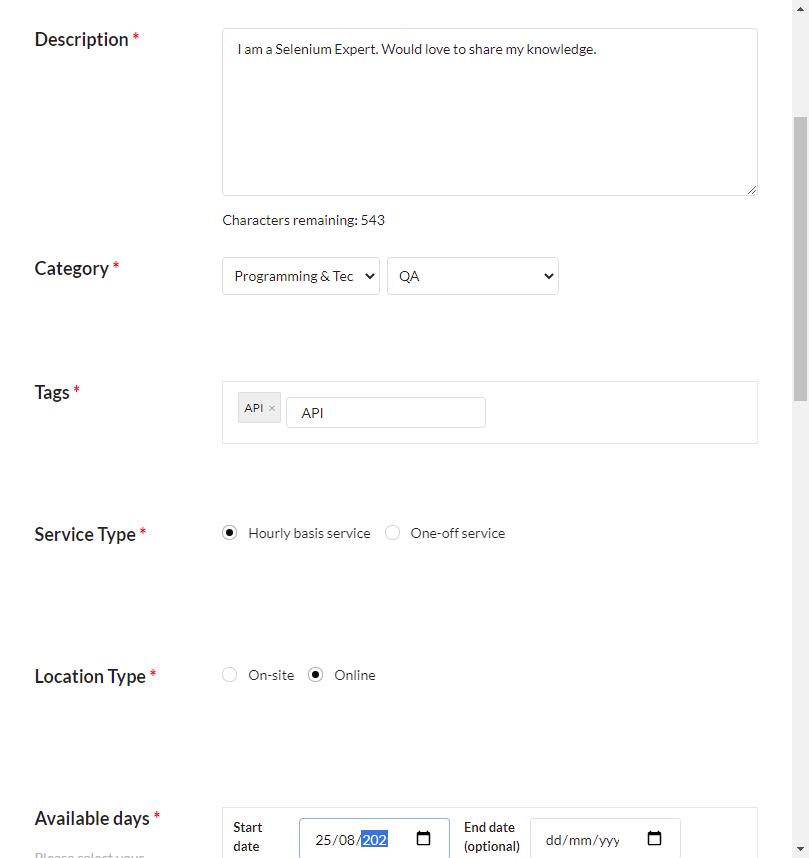 Description *
I am a Selenium Expert. Would love to share my knowledge.
Characters remaining: 543
Category *
Programming & Tec
QA
Tags *
API ×
API
Service Type *
Hourly basis service
One-off service
Location Type *
On-site
Online
Available days *
Please select your
Start date
25/08/202
End date (optional)
dd/mm/yyy